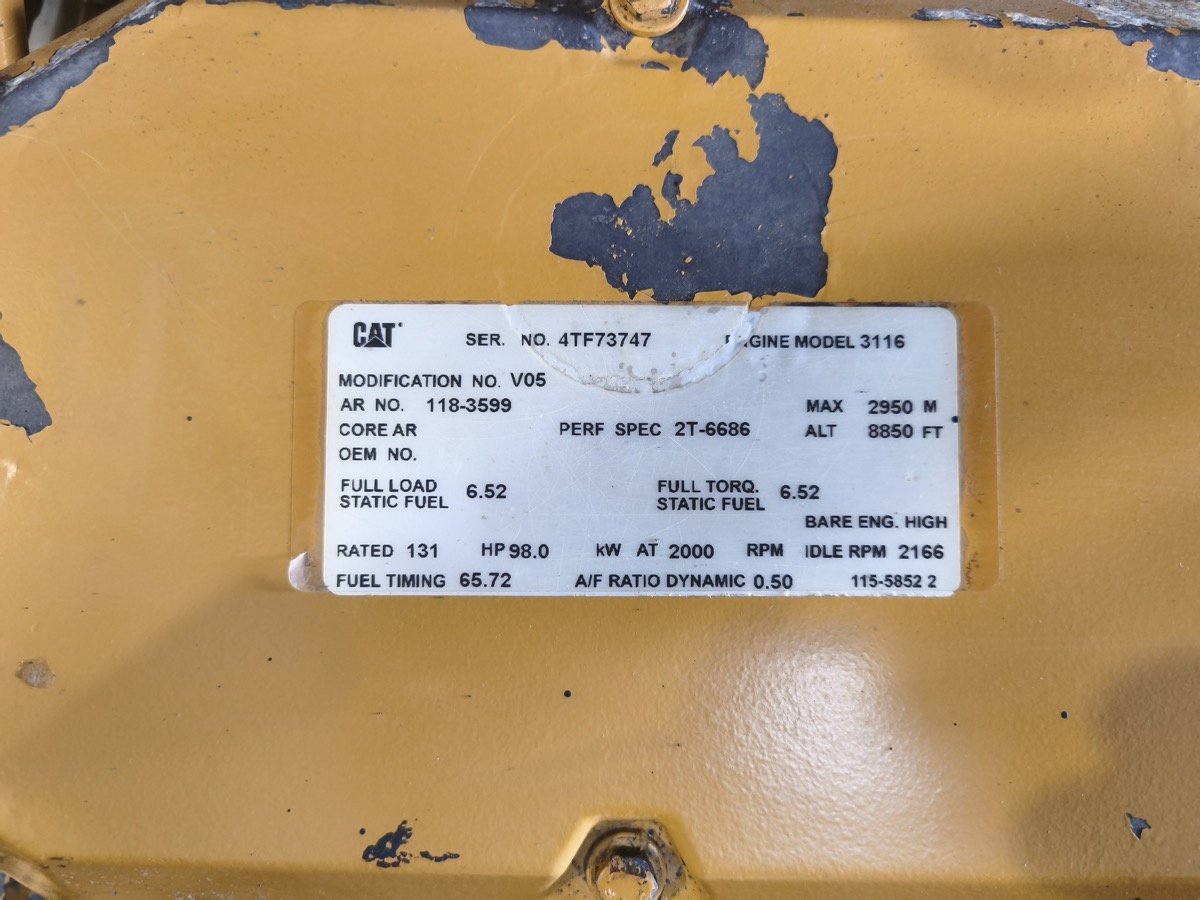 CAT SER. NO. 4TF73747 ENGINE MODEL 3116
MODIFICATION NO. V05
AR NO. 118-3599 MAX 2950 M
CORE AR PERF SPEC 2T-6686 ALT 8850 FT
OEM NO.
FULL LOAD STATIC FUEL 6.52 FULL TORQ. STATIC FUEL 6.52
BARE ENG. HIGH
RATED 131 HP 98.0 kW AT 2000 RPM IDLE RPM 2166
FUEL TIMING 65.72 A/F RATIO DYNAMIC 0.50 115-5852 2